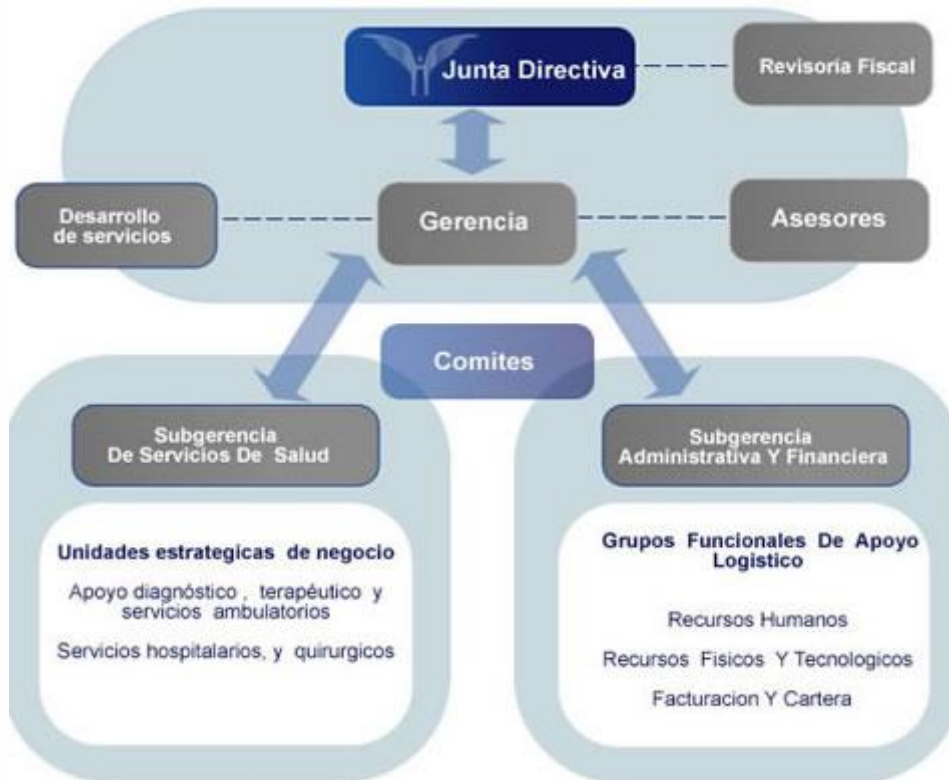 Junta Directiva
Revisoria Fiscal
Desarrollo
de servicios
Gerencia
Asesores
Comites
Subgerencia
De Servicios De Salud
Subgerencia
Administrativa Y Financiera
Unidades estrategicas de negocio
Apoyo diagnóstico , terapéutico y
servicios ambulatorios
Servicios hospitalarios, y quirurgicos
Grupos Funcionales De Apoyo
Logistico
Recursos Humanos
Recursos Fisicos Y Tecnologicos
Facturacion Y Cartera